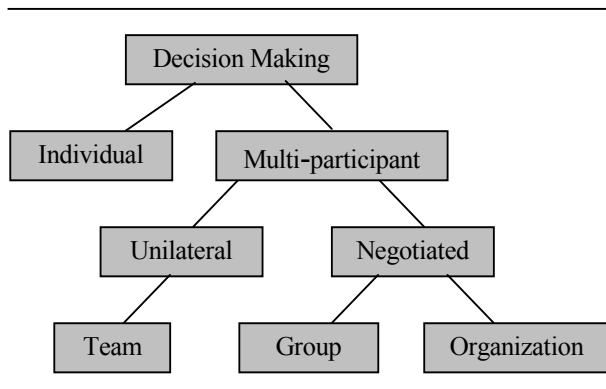 Decision Making
Individual
Multi-participant
Unilateral
Negotiated
Team
Group
Organization